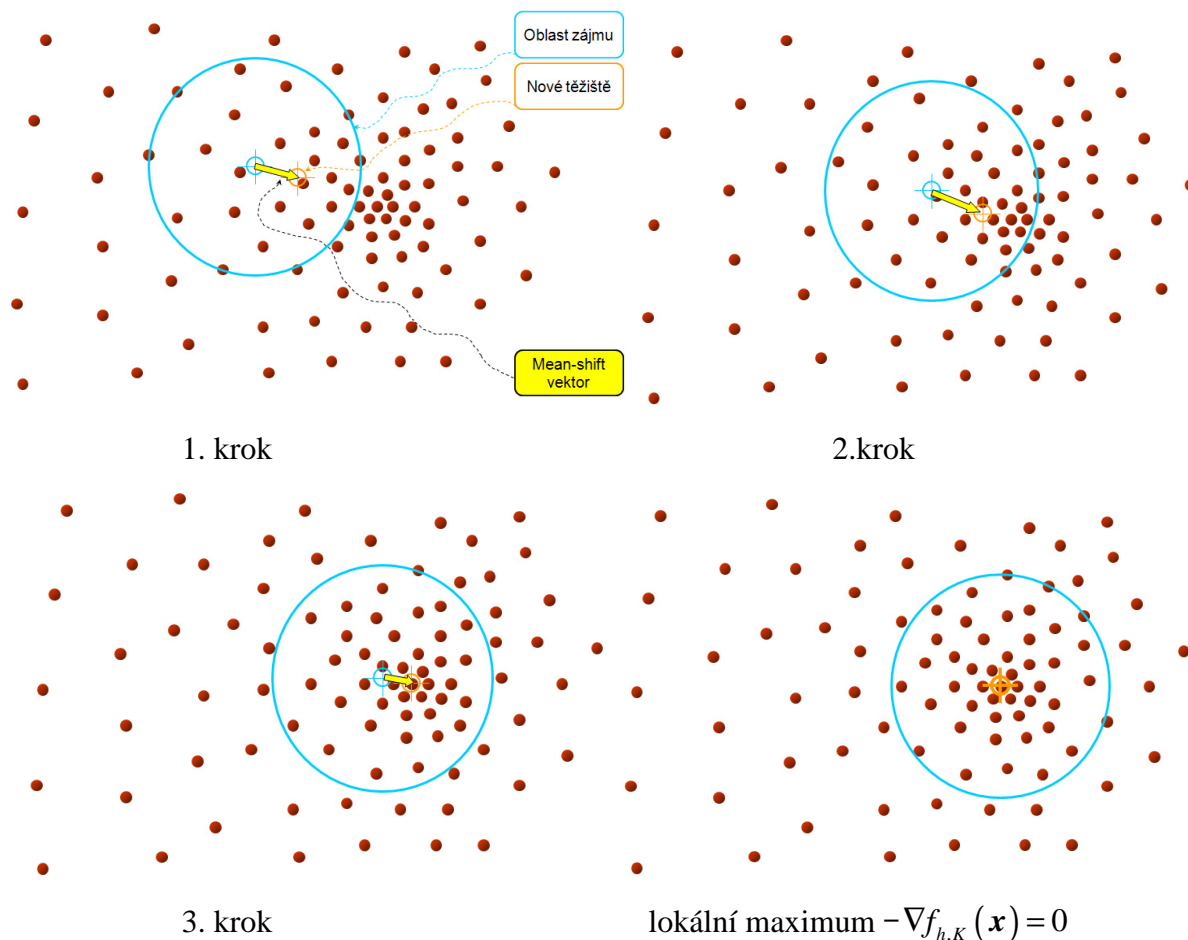 Oblast zájmu
Nové těžiště
Mean-shift
vektor
1. krok
2.krok
3. krok
lokální maximum −∇f_{h,K}(x) = 0